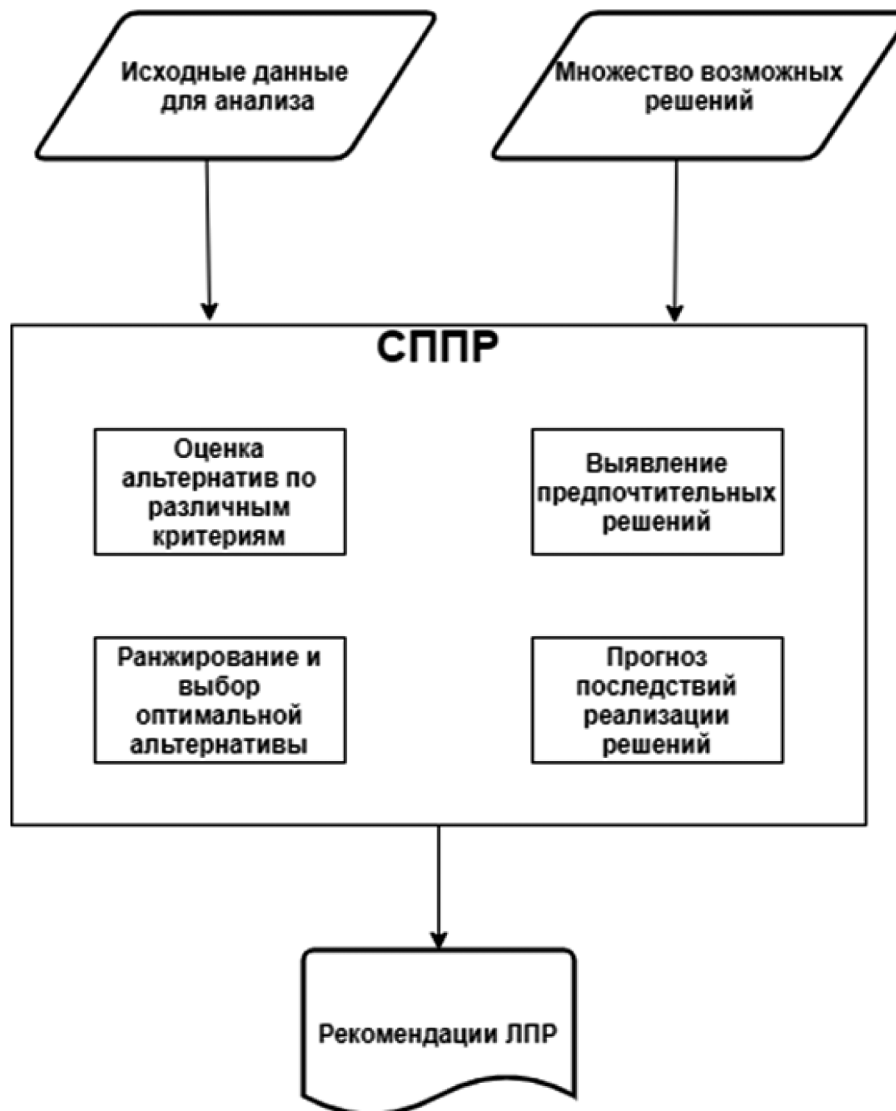 Исходные данные
для анализа
Множество возможных
решений
СППР
Оценка
альтернатив по
различным
критериям
Выявление
предпочтительных
решений
Ранжирование и
выбор
оптимальной
альтернативы
Прогноз
последствий
реализации
решений
Рекомендации ЛПР